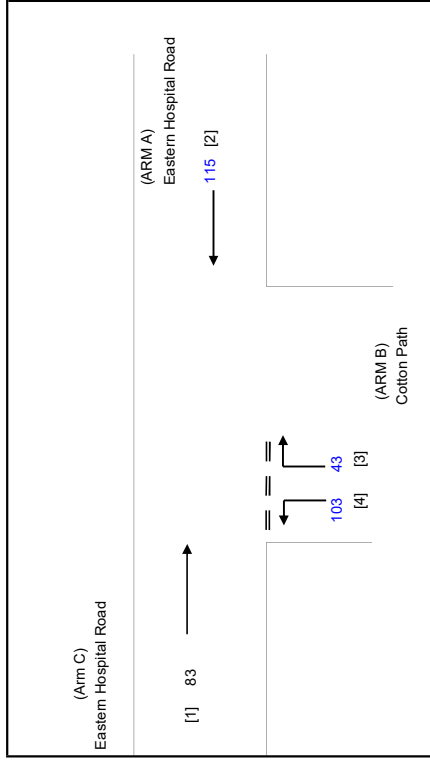 (ARM A)
Eastern Hospital Road
115 [2]
(Arm C)
Eastern Hospital Road
[1] 83
103
[4]
43
[3]
(ARM B)
Cotton Path